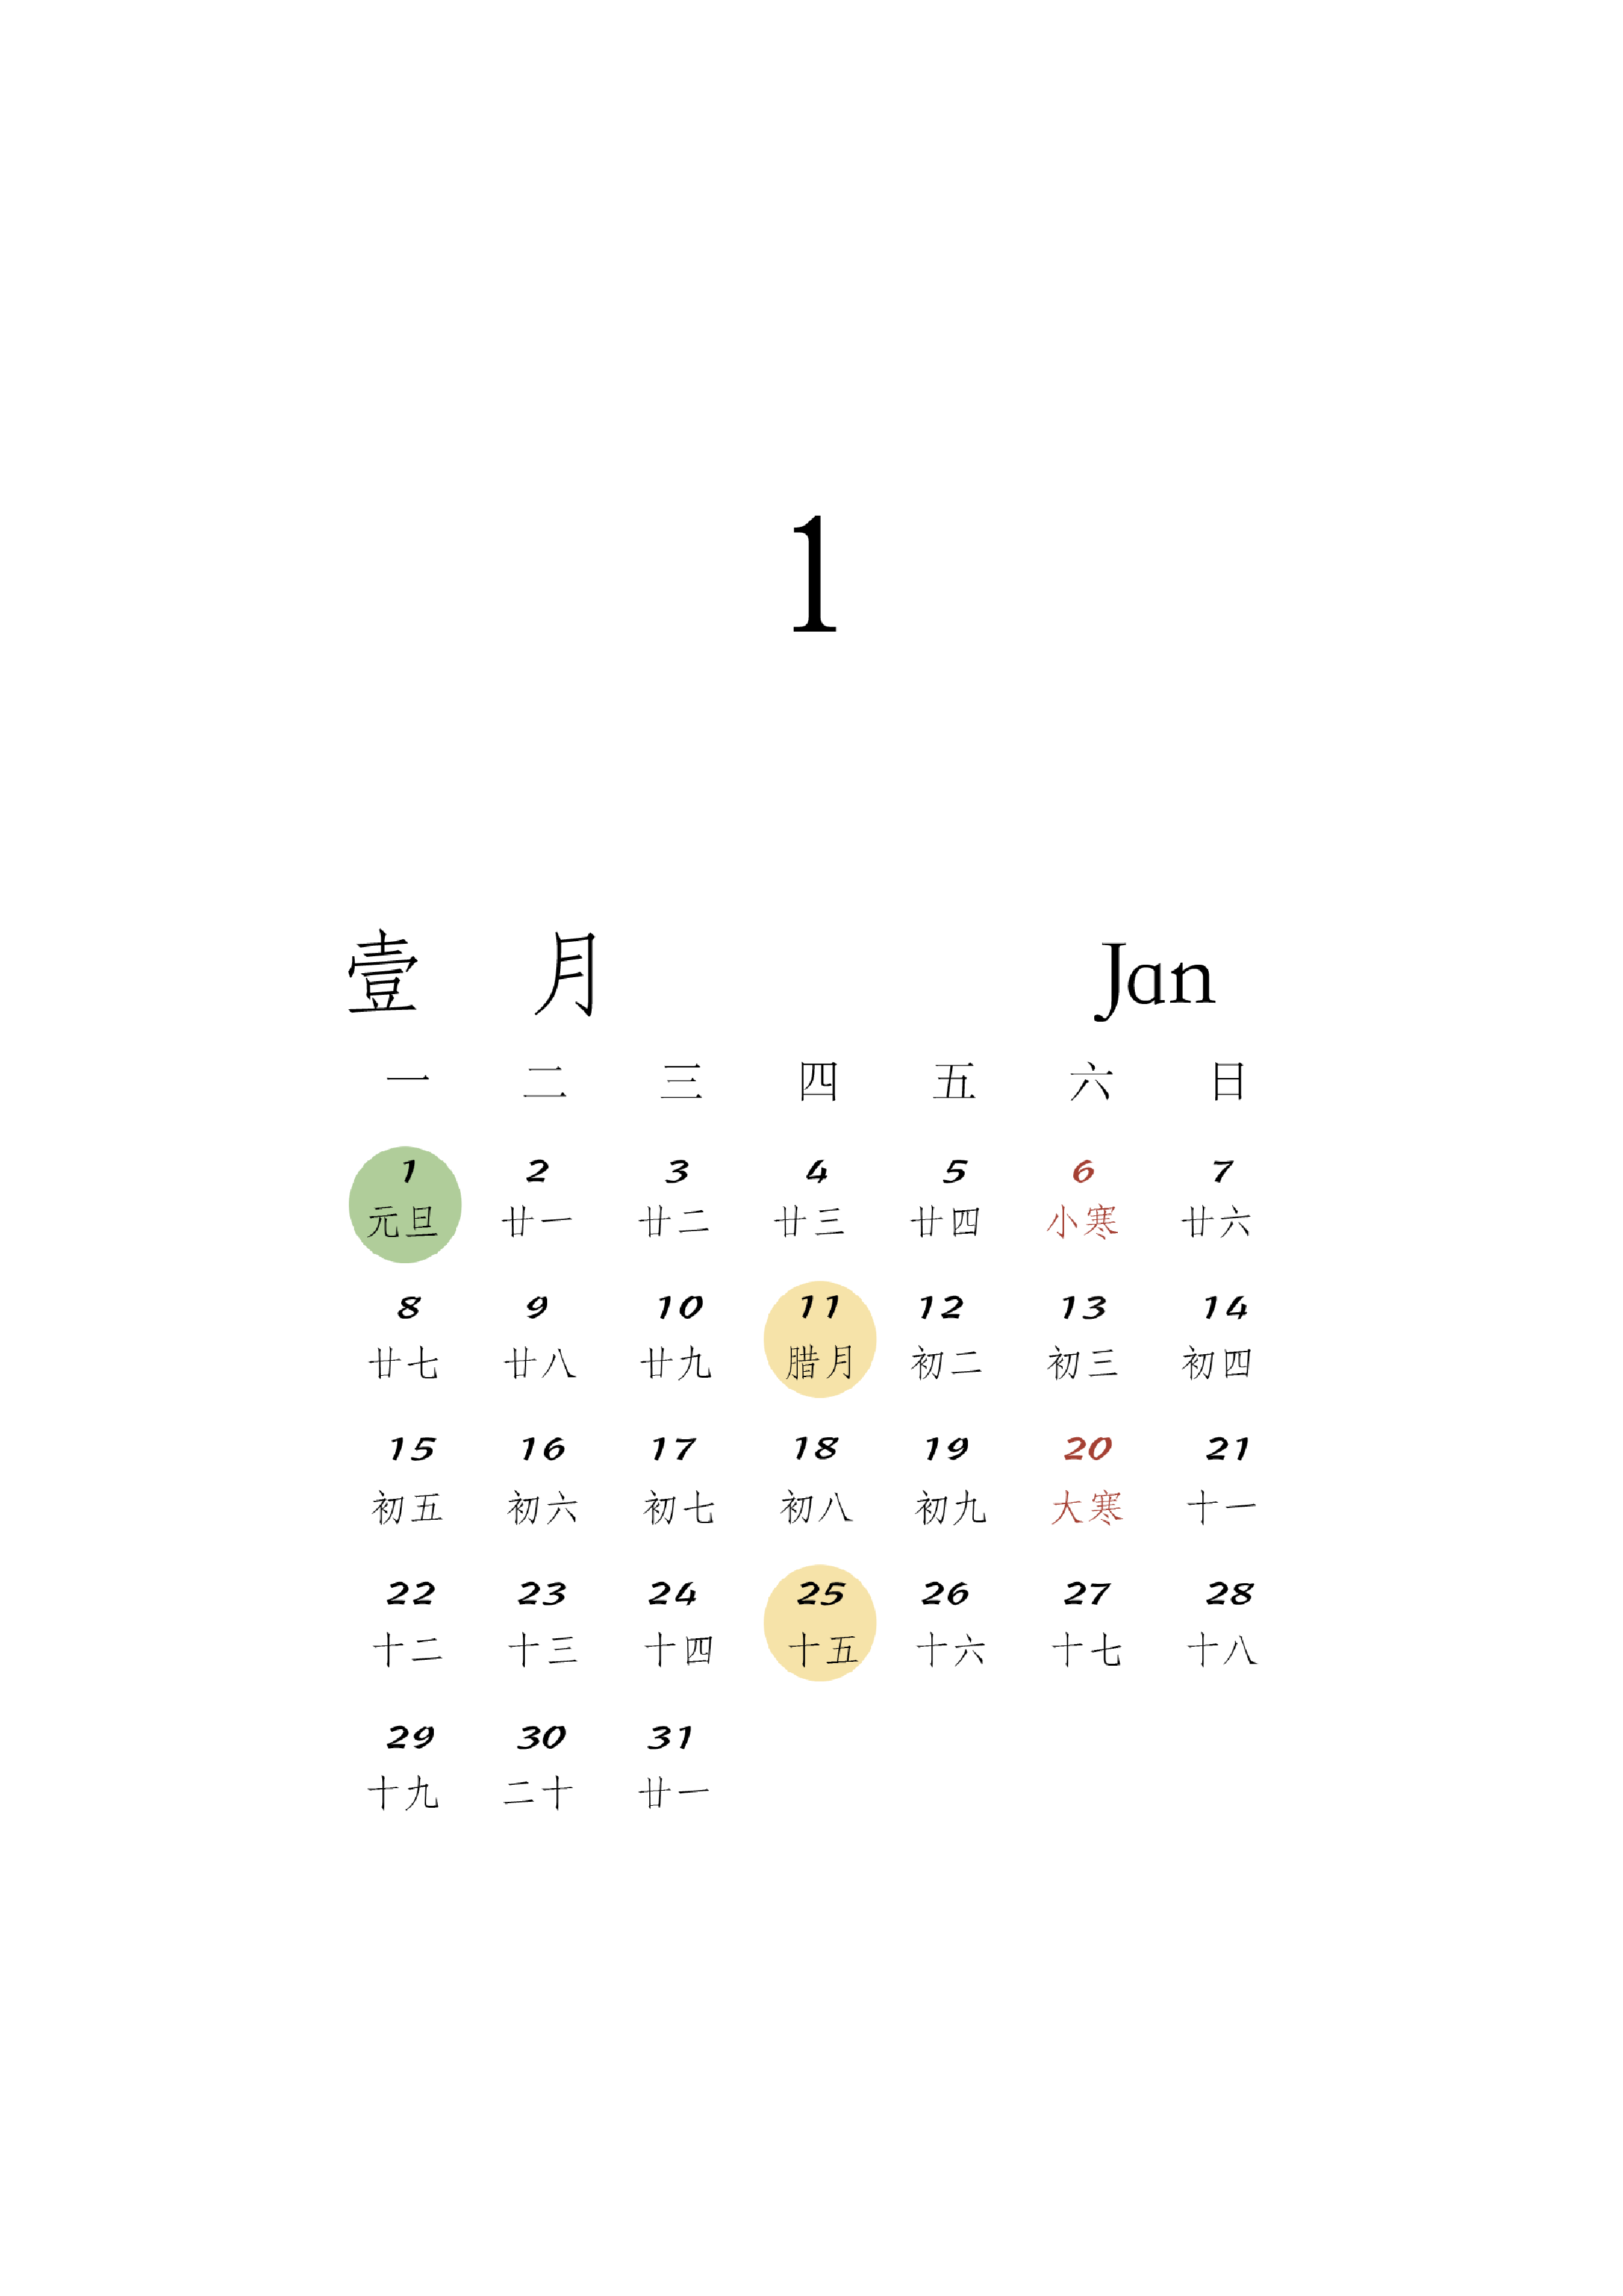 1
壹 月 Jan
一 二 三 四 五 六 日
1 2 3 4 5 6 7
元旦 廿一 廿二 廿三 廿四 小寒 廿六
8 9 10 11 12 13 14
廿七 廿八 廿九 腊月 初二 初三 初四
15 16 17 18 19 20 21
初五 初六 初七 初八 初九 大寒 十一
22 23 24 25 26 27 28
十二 十三 十四 十五 十六 十七 十八
29 30 31
十九 二十 廿一